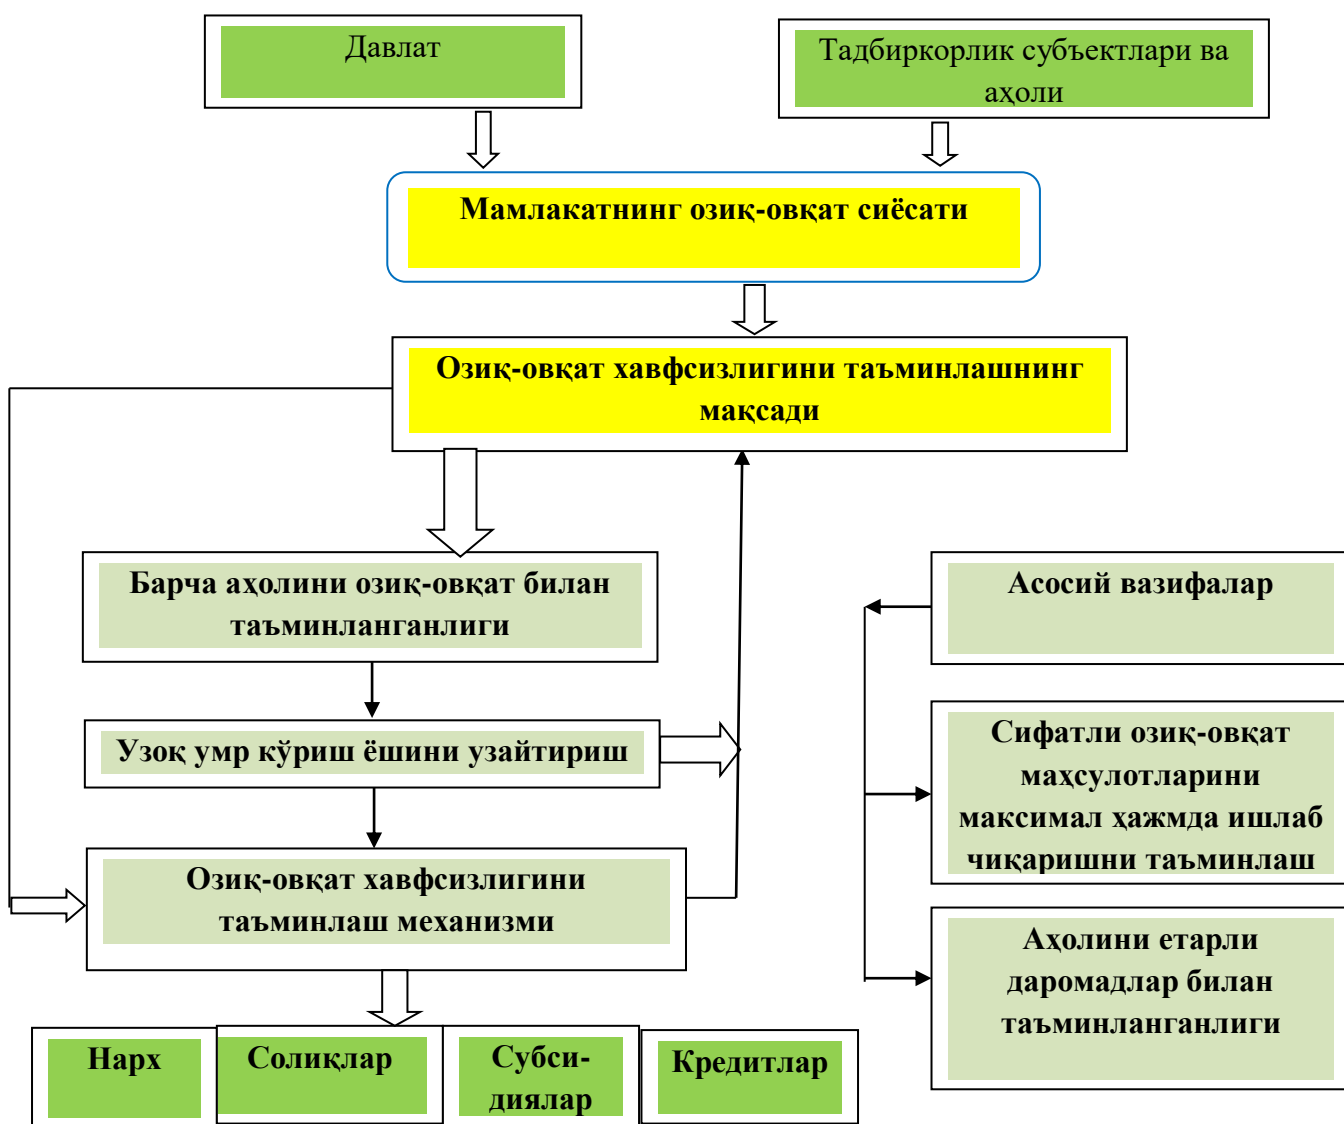 Давлат
Тадбиркорлик субъектлари ва
аҳоли
Мамлакатнинг озиқ-овқат сиёсати
Озиқ-овқат хавфсизлигини таъминлашнинг
мақсади
Барча аҳолини озиқ-овқат билан
таъминланганлиги
Узоқ умр кўриш ёшини узайтириш
Озиқ-овқат хавфсизлигини
таъминлаш механизми
Нарх
Солиқлар
Субси-
диялар
Кредитлар
Асосий вазифалар
Сифатли озиқ-овқат
маҳсулотларини
максимал ҳажмда ишлаб
чиқаришни таъминлаш
Аҳолини етарли
даромадлар билан
таъминланганлиги